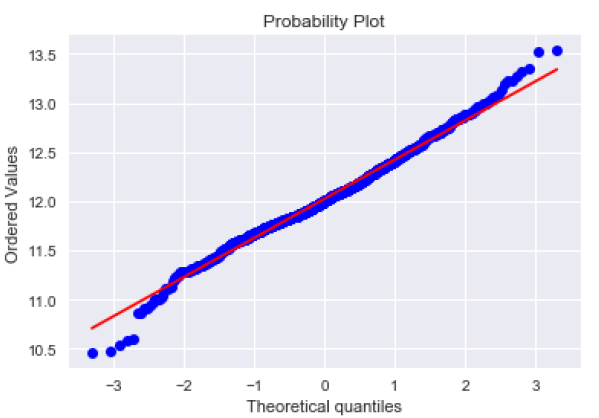 Probability Plot
13.5
13.0
12.5
12.0
11.5
11.0
10.5
Ordered Values
−3 −2 −1 0 1 2 3
Theoretical quantiles